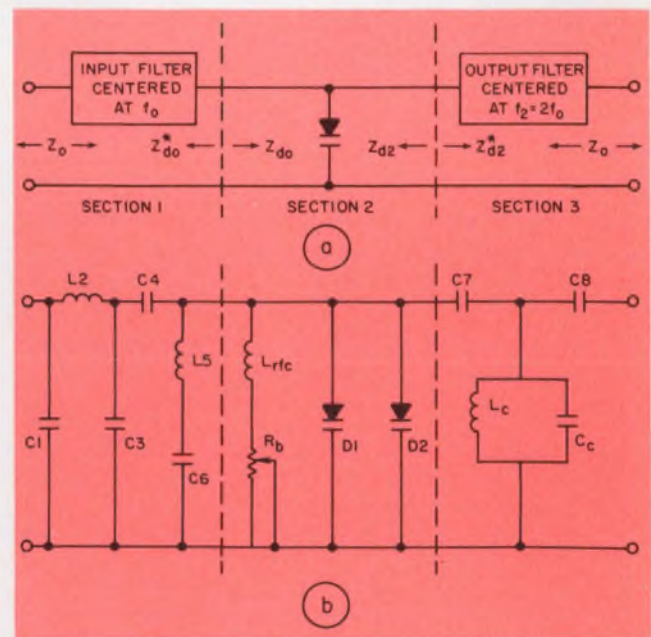 INPUT FILTER
CENTERED
AT f₀
OUTPUT FILTER
CENTERED
AT f₂=2f₀
Z₀
Z*d₀
Zd₀
Zd2
Z*d2
Z₀
SECTION 1
SECTION 2
SECTION 3
a
L2
C4
C7
C8
L5
Lrfc
Lc
C1
C3
Rb
D1
D2
Cc
C6
b